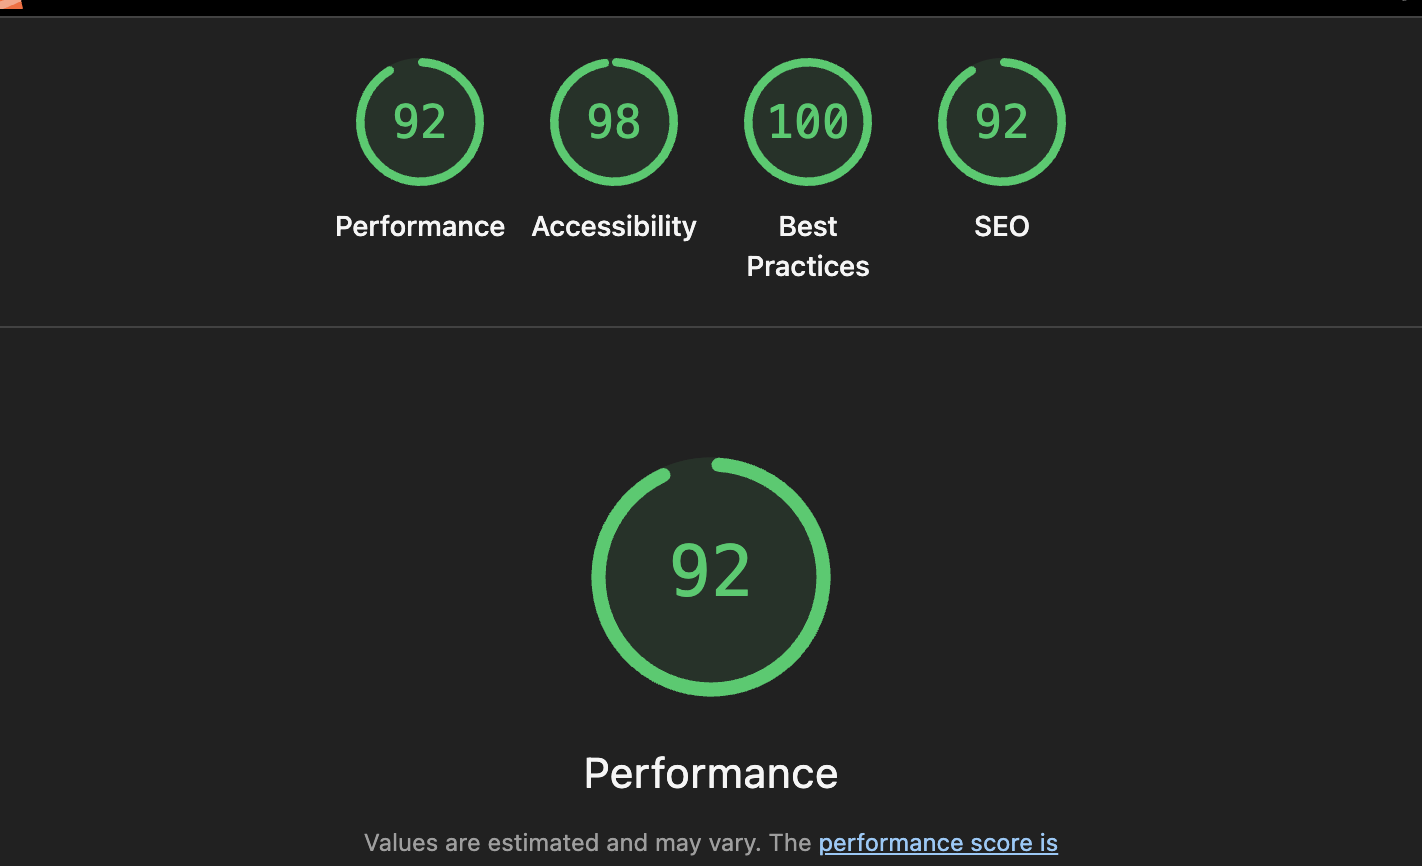 92
98
100
92
Performance
Accessibility
Best
Practices
SEO
92
Performance
Values are estimated and may vary. The performance score is